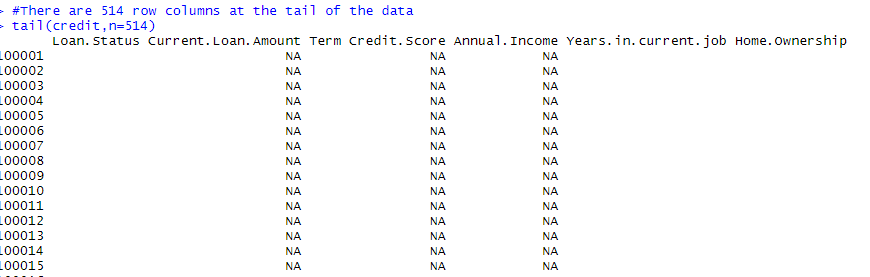 > #There are 514 row columns at the tail of the data
> tail(credit,n=514)
Loan.Status Current.Loan.Amount Term Credit.Score Annual.Income Years.in.current.job Home.Ownership
100001 NA NA NA
100002 NA NA NA
100003 NA NA NA
100004 NA NA NA
100005 NA NA NA
100006 NA NA NA
100007 NA NA NA
100008 NA NA NA
100009 NA NA NA
100010 NA NA NA
100011 NA NA NA
100012 NA NA NA
100013 NA NA NA
100014 NA NA NA
100015 NA NA NA